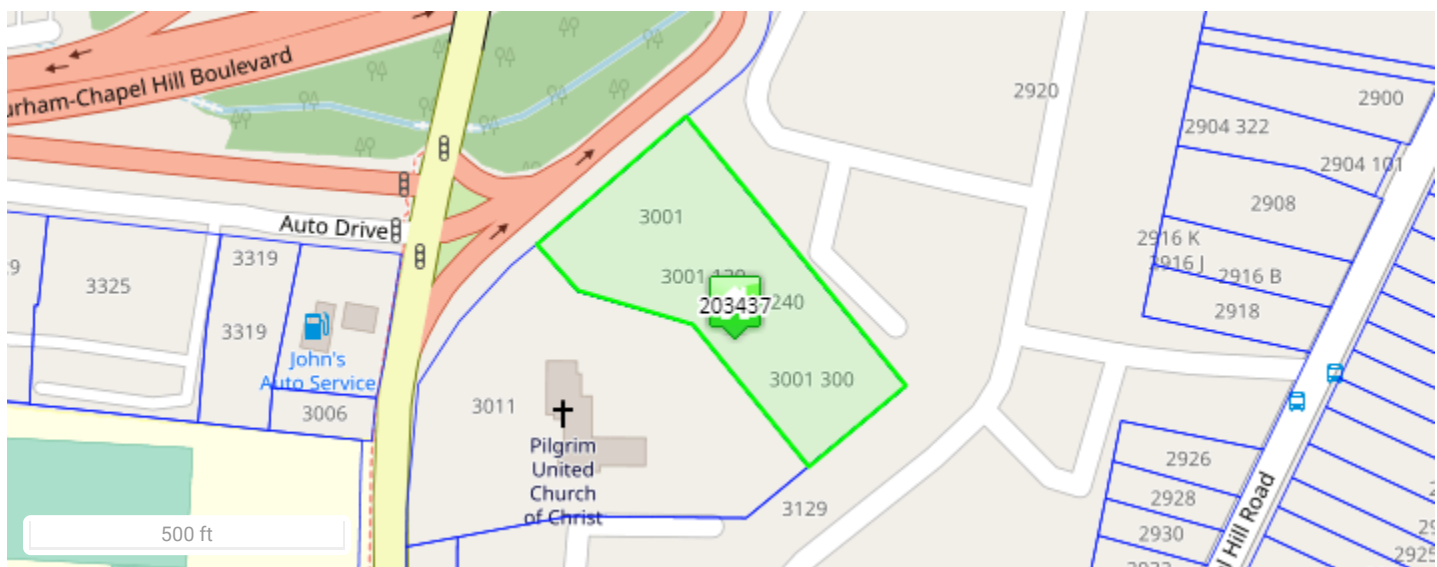 urham-Chapel Hill Boulevard
2920
2900
2904 322
2904 101
2908
3001
Auto Drive
3319
2916 K
2916 J
2916 B
2918
3325
3001
203437
240
3319
John's
Auto Service
3001 300
3011
3006
Pilgrim
United
Church
of Christ
3129
2926
2928
2930
Hill Road
2925
500 ft